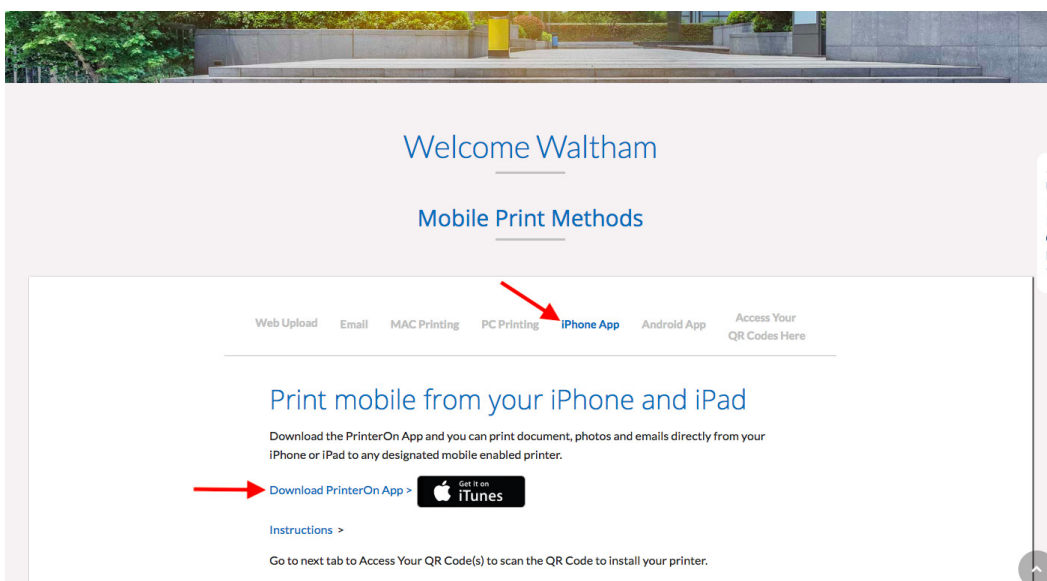 Welcome Waltham
Mobile Print Methods
Web Upload Email MAC Printing PC Printing iPhone App Android App Access Your
QR Codes Here
Print mobile from your iPhone and iPad
Download the PrinterOn App and you can print document, photos and emails directly from your
iPhone or iPad to any designated mobile enabled printer.
Download PrinterOn App > Get it on
iTunes
Instructions >
Go to next tab to Access Your QR Code(s) to scan the QR Code to install your printer.